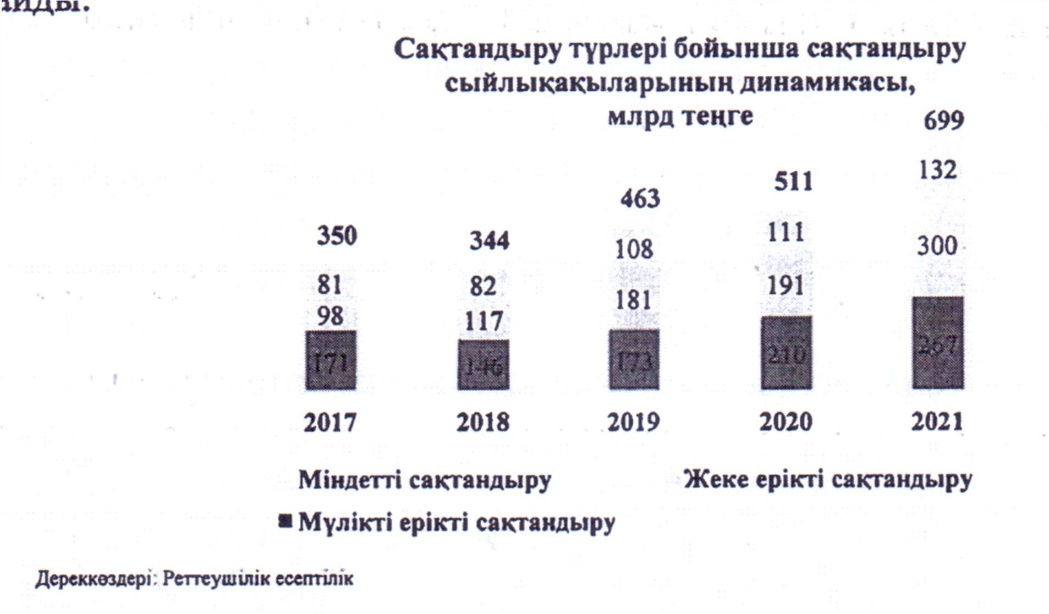 Сақтандыру түрлері бойынша сақтандыру
сыйлықақыларының динамикасы,
млрд теңге
699
132
511
463
111
108
300
350
344
81
82
181
191
98
117
171
146
173
210
267
2017 2018 2019 2020 2021
Міндетті сақтандыру Жеке ерікті сақтандыру
Мүлікті ерікті сақтандыру
Дереккөздері: Реттеушілік есептілік